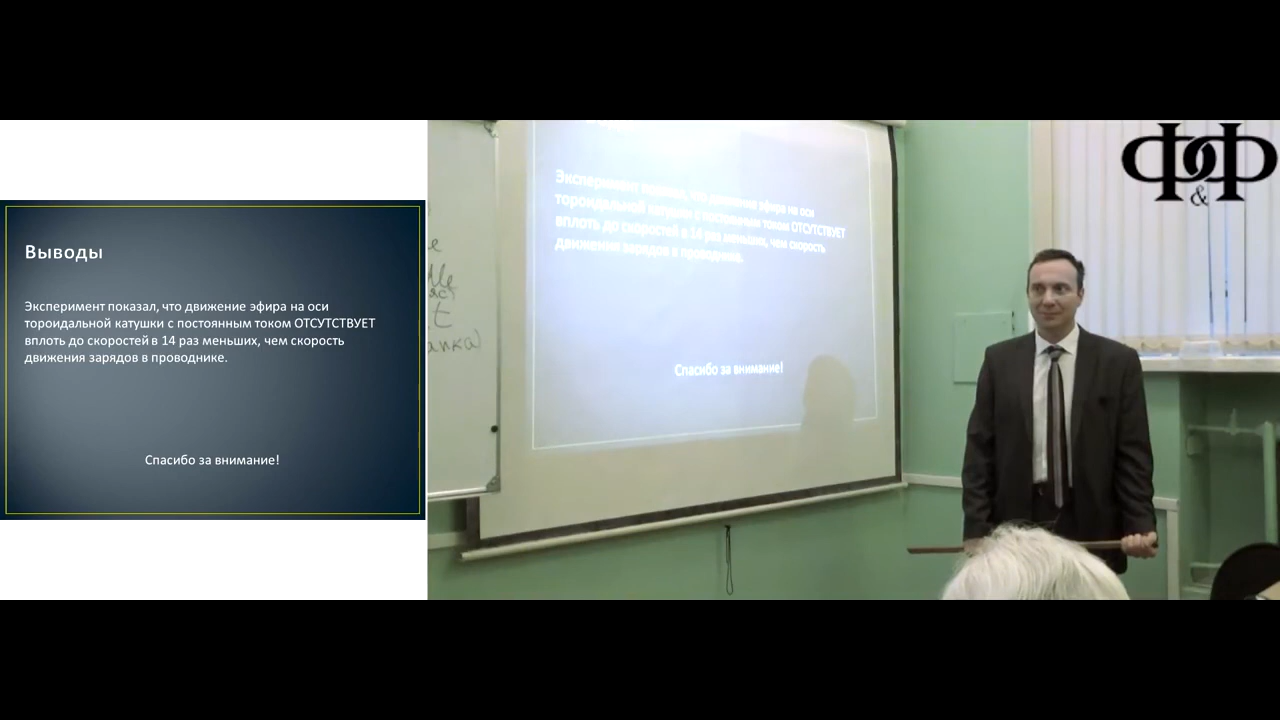 Выводы
Эксперимент показал, что движение эфира на оси
тороидальной катушки с постоянным током ОТСУТСТВУЕТ
вплоть до скоростей в 14 раз меньших, чем скорость
движения зарядов в проводнике.
Спасибо за внимание!
Эксперимент показал, что движение эфира на оси
тороидальной катушки с постоянным током ОТСУТСТВУЕТ
вплоть до скоростей в 14 раз меньших, чем скорость
движения зарядов в проводнике.
Спасибо за внимание!
Ф&Ф